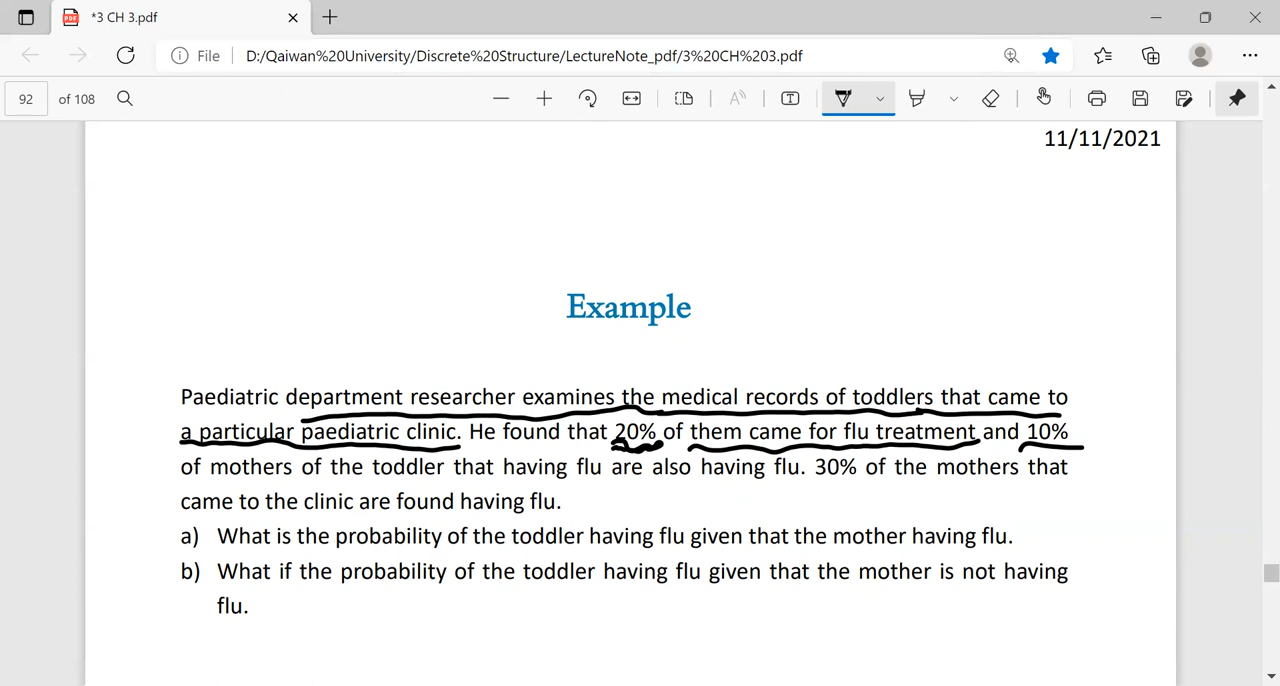 *3 CH 3.pdf
File D:/Qaiwan%20University/Discrete%20Structure/LectureNote_pdf/3%20CH%203.pdf
92 of 108
11/11/2021
Example
Paediatric department researcher examines the medical records of toddlers that came to
a particular paediatric clinic. He found that 20% of them came for flu treatment and 10%
of mothers of the toddler that having flu are also having flu. 30% of the mothers that
came to the clinic are found having flu.
a) What is the probability of the toddler having flu given that the mother having flu.
b) What if the probability of the toddler having flu given that the mother is not having
flu.